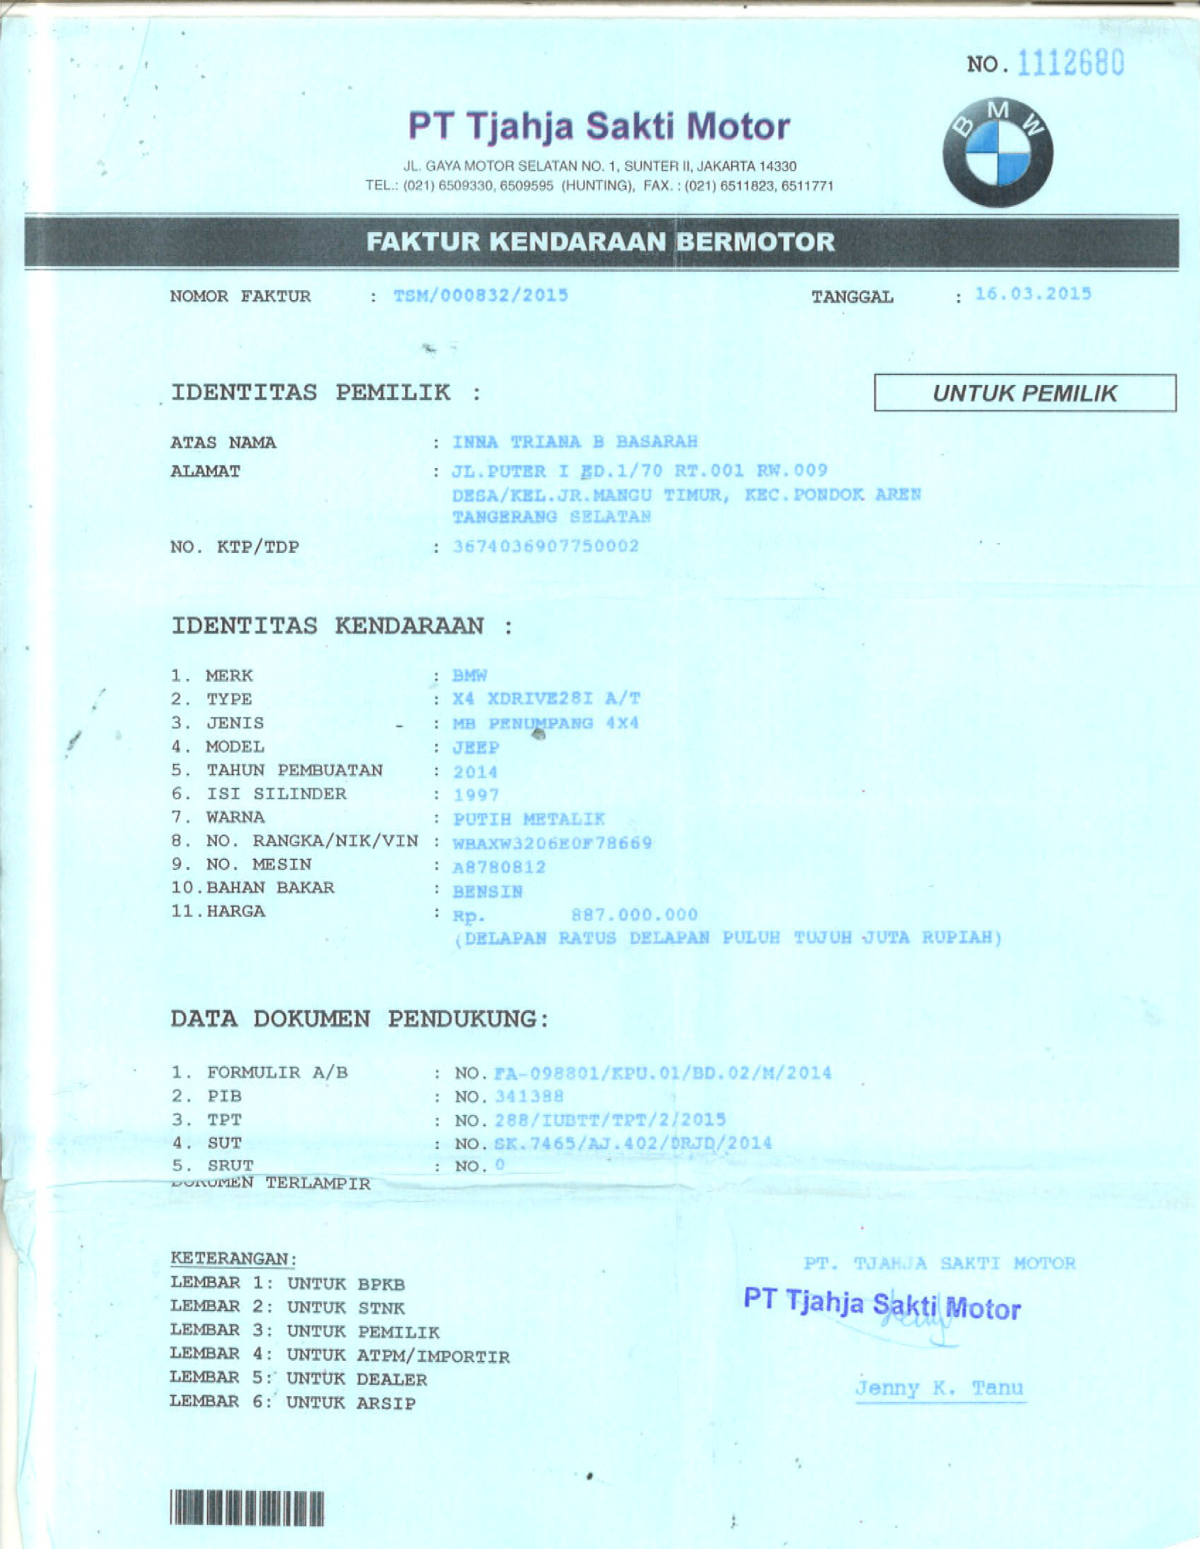 NO. 1112680
BMW
PT Tjahja Sakti Motor
JL. GAYA MOTOR SELATAN NO. 1, SUNTER II, JAKARTA 14330
TEL.: (021) 6509330, 6509595 (HUNTING), FAX. : (021) 6511823, 6511771
FAKTUR KENDARAAN BERMOTOR
NOMOR FAKTUR : TSM/000832/2015 TANGGAL : 16.03.2015
IDENTITAS PEMILIK :
UNTUK PEMILIK
ATAS NAMA : INNA TRIANA B BASARAH
ALAMAT : JL.PUTER I ED.1/70 RT.001 RW.009
DESA/KEL.JR.MANGU TIMUR, KEC.PONDOK AREN
TANGERANG SELATAN
NO. KTP/TDP : 3674036907750002
IDENTITAS KENDARAAN :
1. MERK : BMW
2. TYPE : X4 XDRIVE28I A/T
3. JENIS - : MB PENUMPANG 4X4
4. MODEL : JEEP
5. TAHUN PEMBUATAN : 2014
6. ISI SILINDER : 1997
7. WARNA : PUTIH METALIK
8. NO. RANGKA/NIK/VIN : WBAXW3206E0F78669
9. NO. MESIN : A8780812
10.BAHAN BAKAR : BENSIN
11.HARGA : Rp. 887.000.000
(DELAPAN RATUS DELAPAN PULUH TUJUH JUTA RUPIAH)
DATA DOKUMEN PENDUKUNG:
1. FORMULIR A/B : NO. FA-098801/KPU.01/BD.02/M/2014
2. PIB : NO. 341388
3. TPT : NO. 288/IUBTT/TPT/2/2015
4. SUT : NO. SK.7465/AJ.402/DRJD/2014
5. SRUT : NO. 0
DOKUMEN TERLAMPIR
KETERANGAN:
LEMBAR 1: UNTUK BPKB
LEMBAR 2: UNTUK STNK
LEMBAR 3: UNTUK PEMILIK
LEMBAR 4: UNTUK ATPM/IMPORTIR
LEMBAR 5: UNTUK DEALER
LEMBAR 6: UNTUK ARSIP
PT. TJAHJA SAKTI MOTOR
PT Tjahja Sakti Motor
Jenny K. Tanu